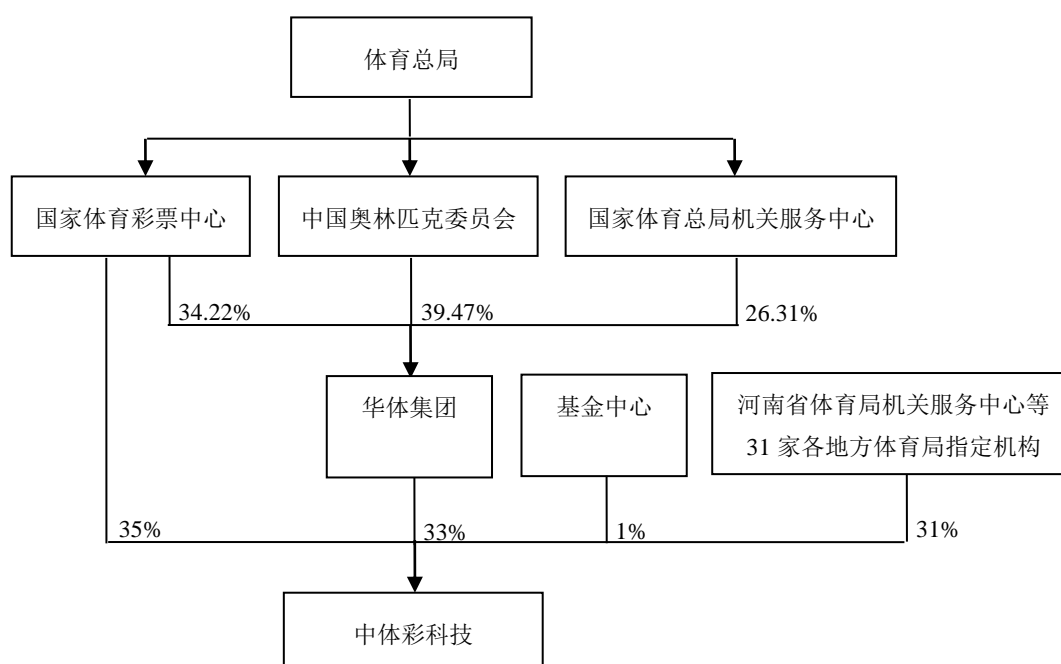 体育总局
国家体育彩票中心
中国奥林匹克委员会
国家体育总局机关服务中心
34.22%
39.47%
26.31%
华体集团
基金中心
河南省体育局机关服务中心等
31 家各地方体育局指定机构
35%
33%
1%
31%
中体彩科技